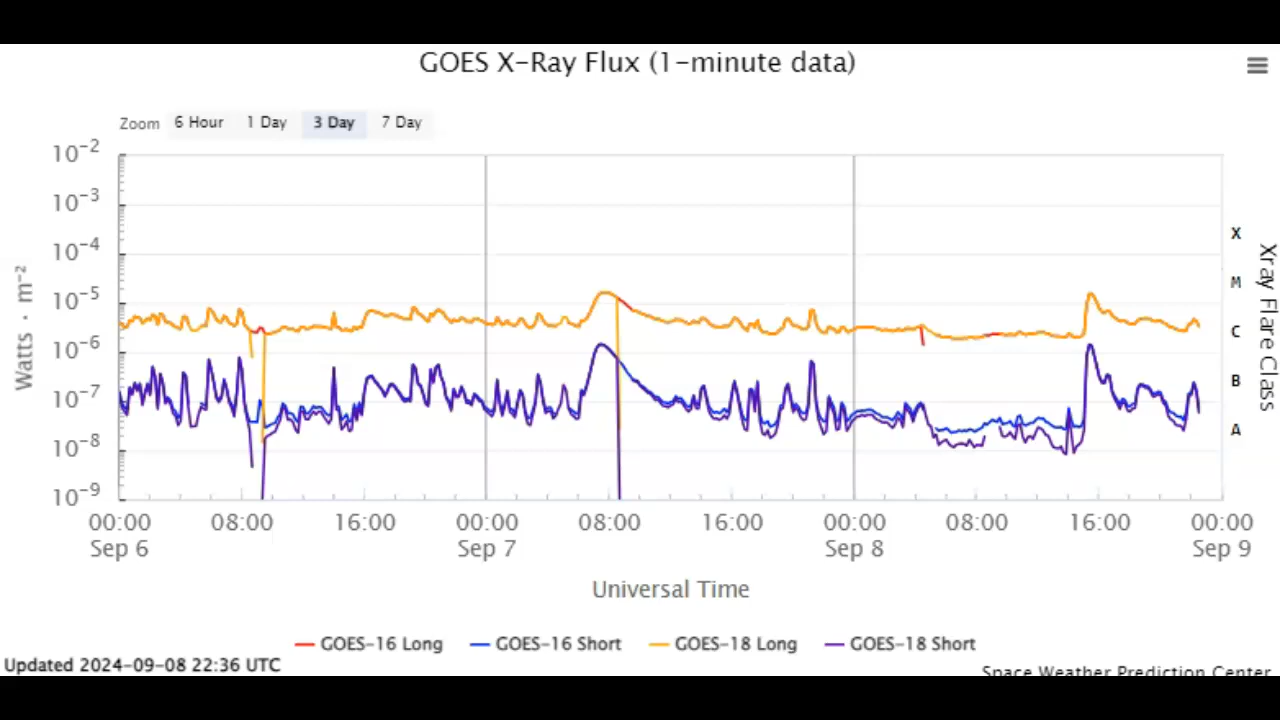 GOES X-Ray Flux (1-minute data)
Zoom 6 Hour 1 Day 3 Day 7 Day
10⁻²
10⁻³
10⁻⁴
10⁻⁵
10⁻⁶
10⁻⁷
10⁻⁸
10⁻⁹
Watts · m⁻²
X
M
C
B
A
Xray Flare Class
00:00 08:00 16:00 00:00 08:00 16:00 00:00 08:00 16:00 00:00
Sep 6 Sep 7 Sep 8 Sep 9
Universal Time
GOES-16 Long GOES-16 Short GOES-18 Long GOES-18 Short
Updated 2024-09-08 22:36 UTC
Space Weather Prediction Center